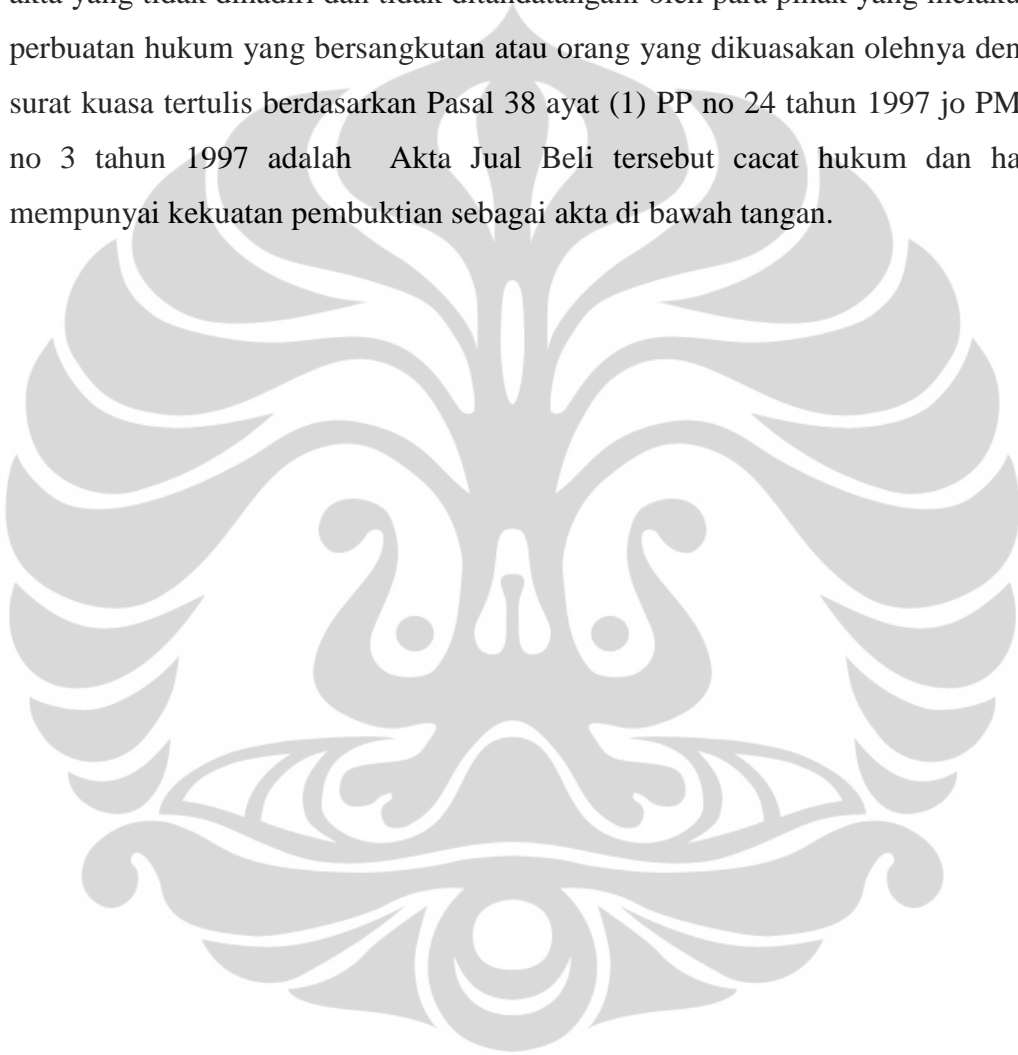 akta yang tidak dihadiri dan tidak ditandatangani oleh para pihak yang melaku
perbuatan hukum yang bersangkutan atau orang yang dikuasakan olehnya den
surat kuasa tertulis berdasarkan Pasal 38 ayat (1) PP no 24 tahun 1997 jo PM
no 3 tahun 1997 adalah Akta Jual Beli tersebut cacat hukum dan ha
mempunyai kekuatan pembuktian sebagai akta di bawah tangan.